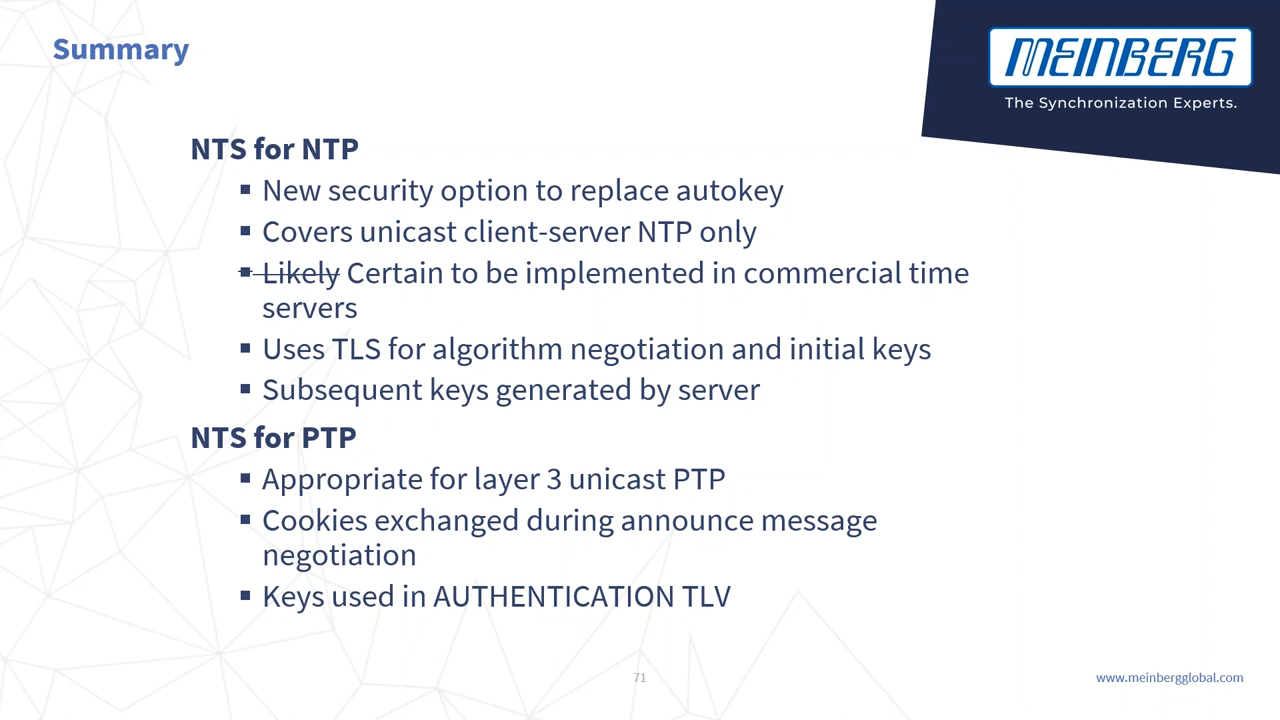 Summary
MEINBERG
The Synchronization Experts.
NTS for NTP
▪ New security option to replace autokey
▪ Covers unicast client-server NTP only
▪ Likely Certain to be implemented in commercial time
servers
▪ Uses TLS for algorithm negotiation and initial keys
▪ Subsequent keys generated by server
NTS for PTP
▪ Appropriate for layer 3 unicast PTP
▪ Cookies exchanged during announce message
negotiation
▪ Keys used in AUTHENTICATION TLV
71
www.meinbergglobal.com